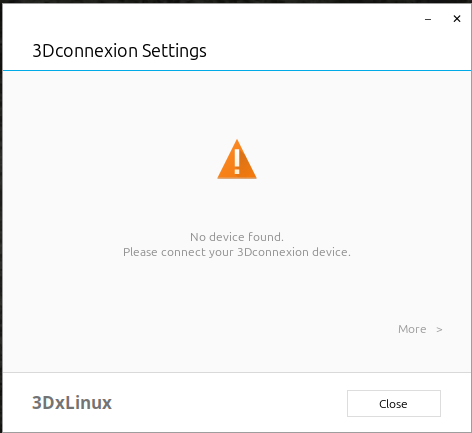 3Dconnexion Settings
No device found.
Please connect your 3Dconnexion device.
More >
3DxLinux
Close